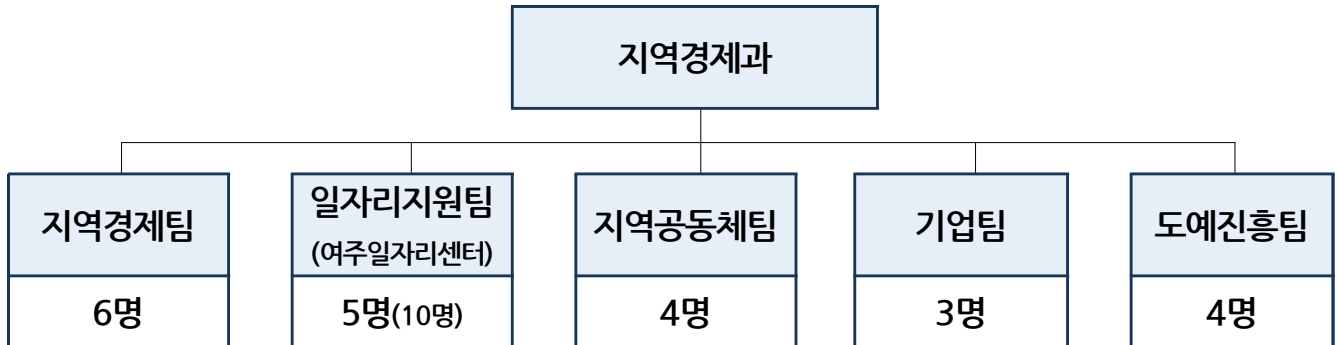 지역경제과
지역경제팀
일자리지원팀
(여주일자리센터)
지역공동체팀
기업팀
도예진흥팀
6명
5명(10명)
4명
3명
4명